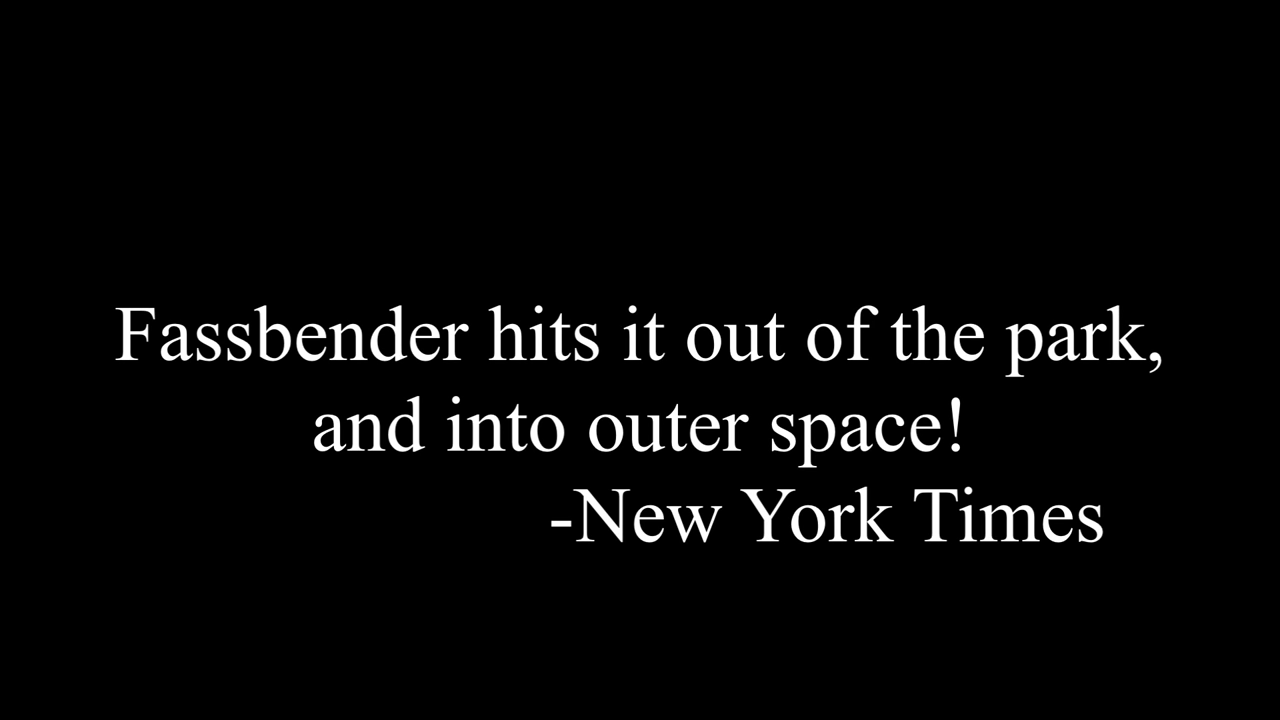 Fassbender hits it out of the park,
and into outer space!
-New York Times